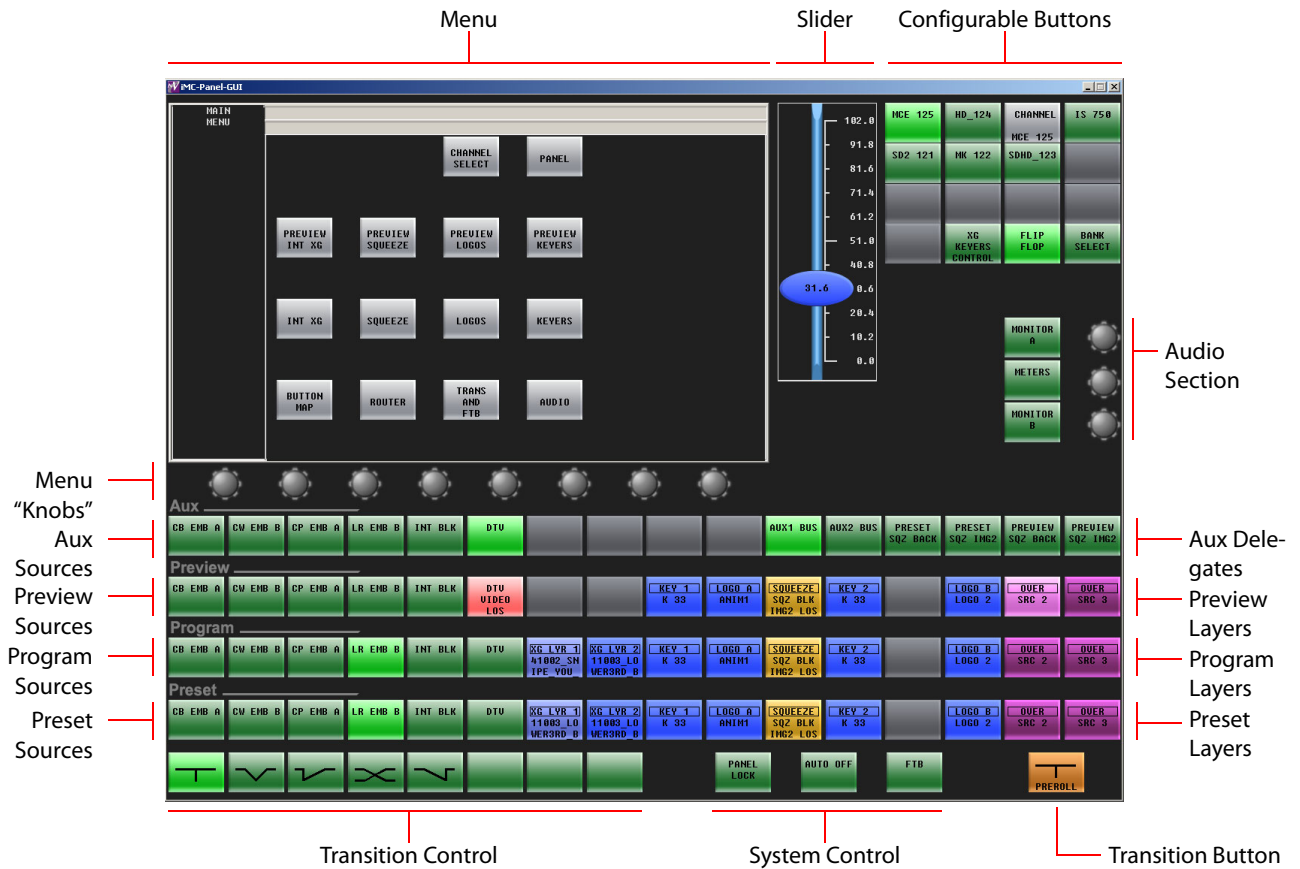 Menu
Slider
Configurable Buttons
iMC-Panel-GUI
MAIN
MENU
CHANNEL
SELECT
PANEL
PREVIEW
INT XG
PREVIEW
SQUEEZE
PREVIEW
LOGOS
PREVIEW
KEYERS
INT XG
SQUEEZE
LOGOS
KEYERS
BUTTON
MAP
ROUTER
TRANS
AND
FTB
AUDIO
102.0
91.8
81.6
71.4
61.2
51.0
40.8
31.6
0.6
20.4
10.2
0.0
MCE 125
HD_124
CHANNEL
MCE 125
IS 750
SD2 121
MK 122
SDHD_123
XG
KEYERS
CONTROL
FLIP
FLOP
BANK
SELECT
MONITOR
A
METERS
MONITOR
B
Audio
Section
Menu
“Knobs”
Aux
Sources
Preview
Sources
Program
Sources
Preset
Sources
Aux
CB EMB A
CW EMB B
CP EMB A
LR EMB B
INT BLK
DTV
AUX1 BUS
AUX2 BUS
PRESET
SQZ BACK
PRESET
SQZ IMG2
PREVIEW
SQZ BACK
PREVIEW
SQZ IMG2
Preview
CB EMB A
CW EMB B
CP EMB A
LR EMB B
INT BLK
DTV
VIDEO
LOS
KEY 1
K 33
LOGO A
ANIM1
SQUEEZE
SQZ BLK
IMG2 LOS
KEY 2
K 33
LOGO B
LOGO 2
OVER
SRC 2
OVER
SRC 3
Program
CB EMB A
CW EMB B
CP EMB A
LR EMB B
INT BLK
DTV
XG LYR 1
41002_SN
IPE_YOU_
XG LYR 2
11003_LO
WER3RD_B
KEY 1
K 33
LOGO A
ANIM1
SQUEEZE
SQZ BLK
IMG2 LOS
KEY 2
K 33
LOGO B
LOGO 2
OVER
SRC 2
OVER
SRC 3
Preset
CB EMB A
CW EMB B
CP EMB A
LR EMB B
INT BLK
DTV
XG LYR 1
11003_LO
WER3RD_B
XG LYR 2
11003_LO
WER3RD_B
KEY 1
K 33
LOGO A
ANIM1
SQUEEZE
SQZ BLK
IMG2 LOS
KEY 2
K 33
LOGO B
LOGO 2
OVER
SRC 2
OVER
SRC 3
Aux Dele-
gates
Preview
Layers
Program
Layers
Preset
Layers
PANEL
LOCK
AUTO OFF
FTB
PREROLL
Transition Control
System Control
Transition Button